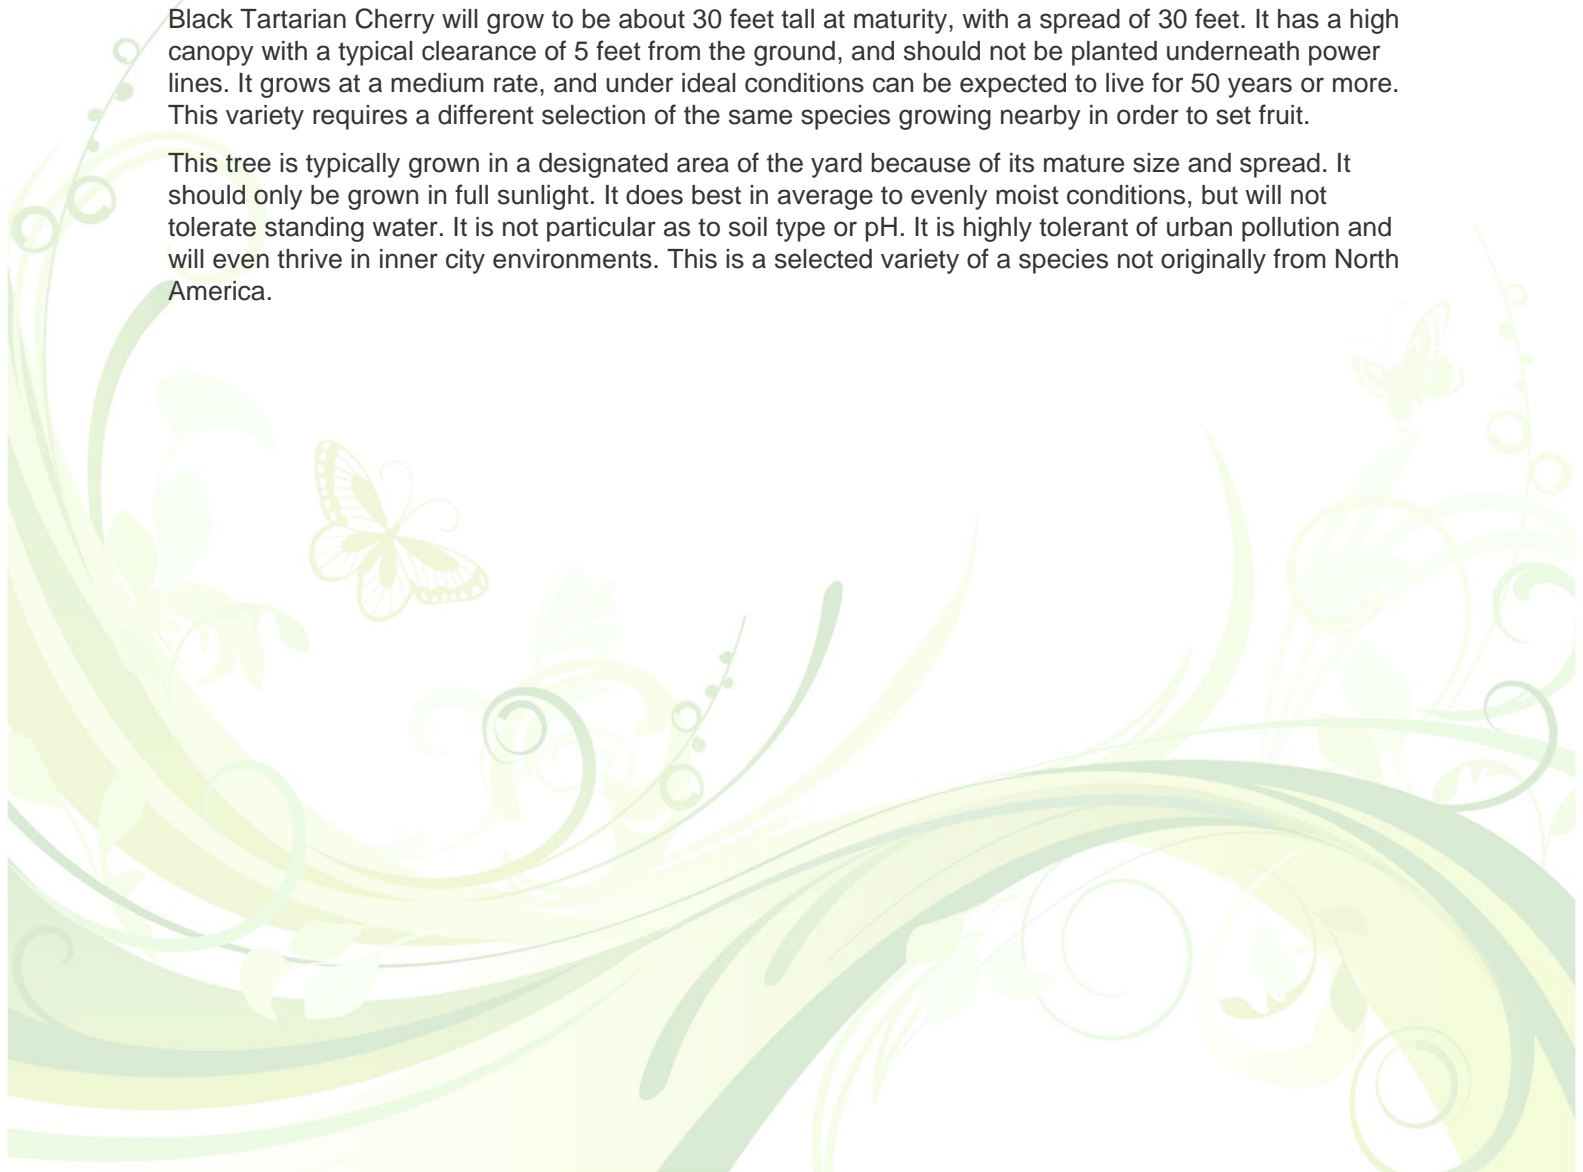 Black Tartarian Cherry will grow to be about 30 feet tall at maturity, with a spread of 30 feet. It has a high
canopy with a typical clearance of 5 feet from the ground, and should not be planted underneath power
lines. It grows at a medium rate, and under ideal conditions can be expected to live for 50 years or more.
This variety requires a different selection of the same species growing nearby in order to set fruit.
This tree is typically grown in a designated area of the yard because of its mature size and spread. It
should only be grown in full sunlight. It does best in average to evenly moist conditions, but will not
tolerate standing water. It is not particular as to soil type or pH. It is highly tolerant of urban pollution and
will even thrive in inner city environments. This is a selected variety of a species not originally from North
America.